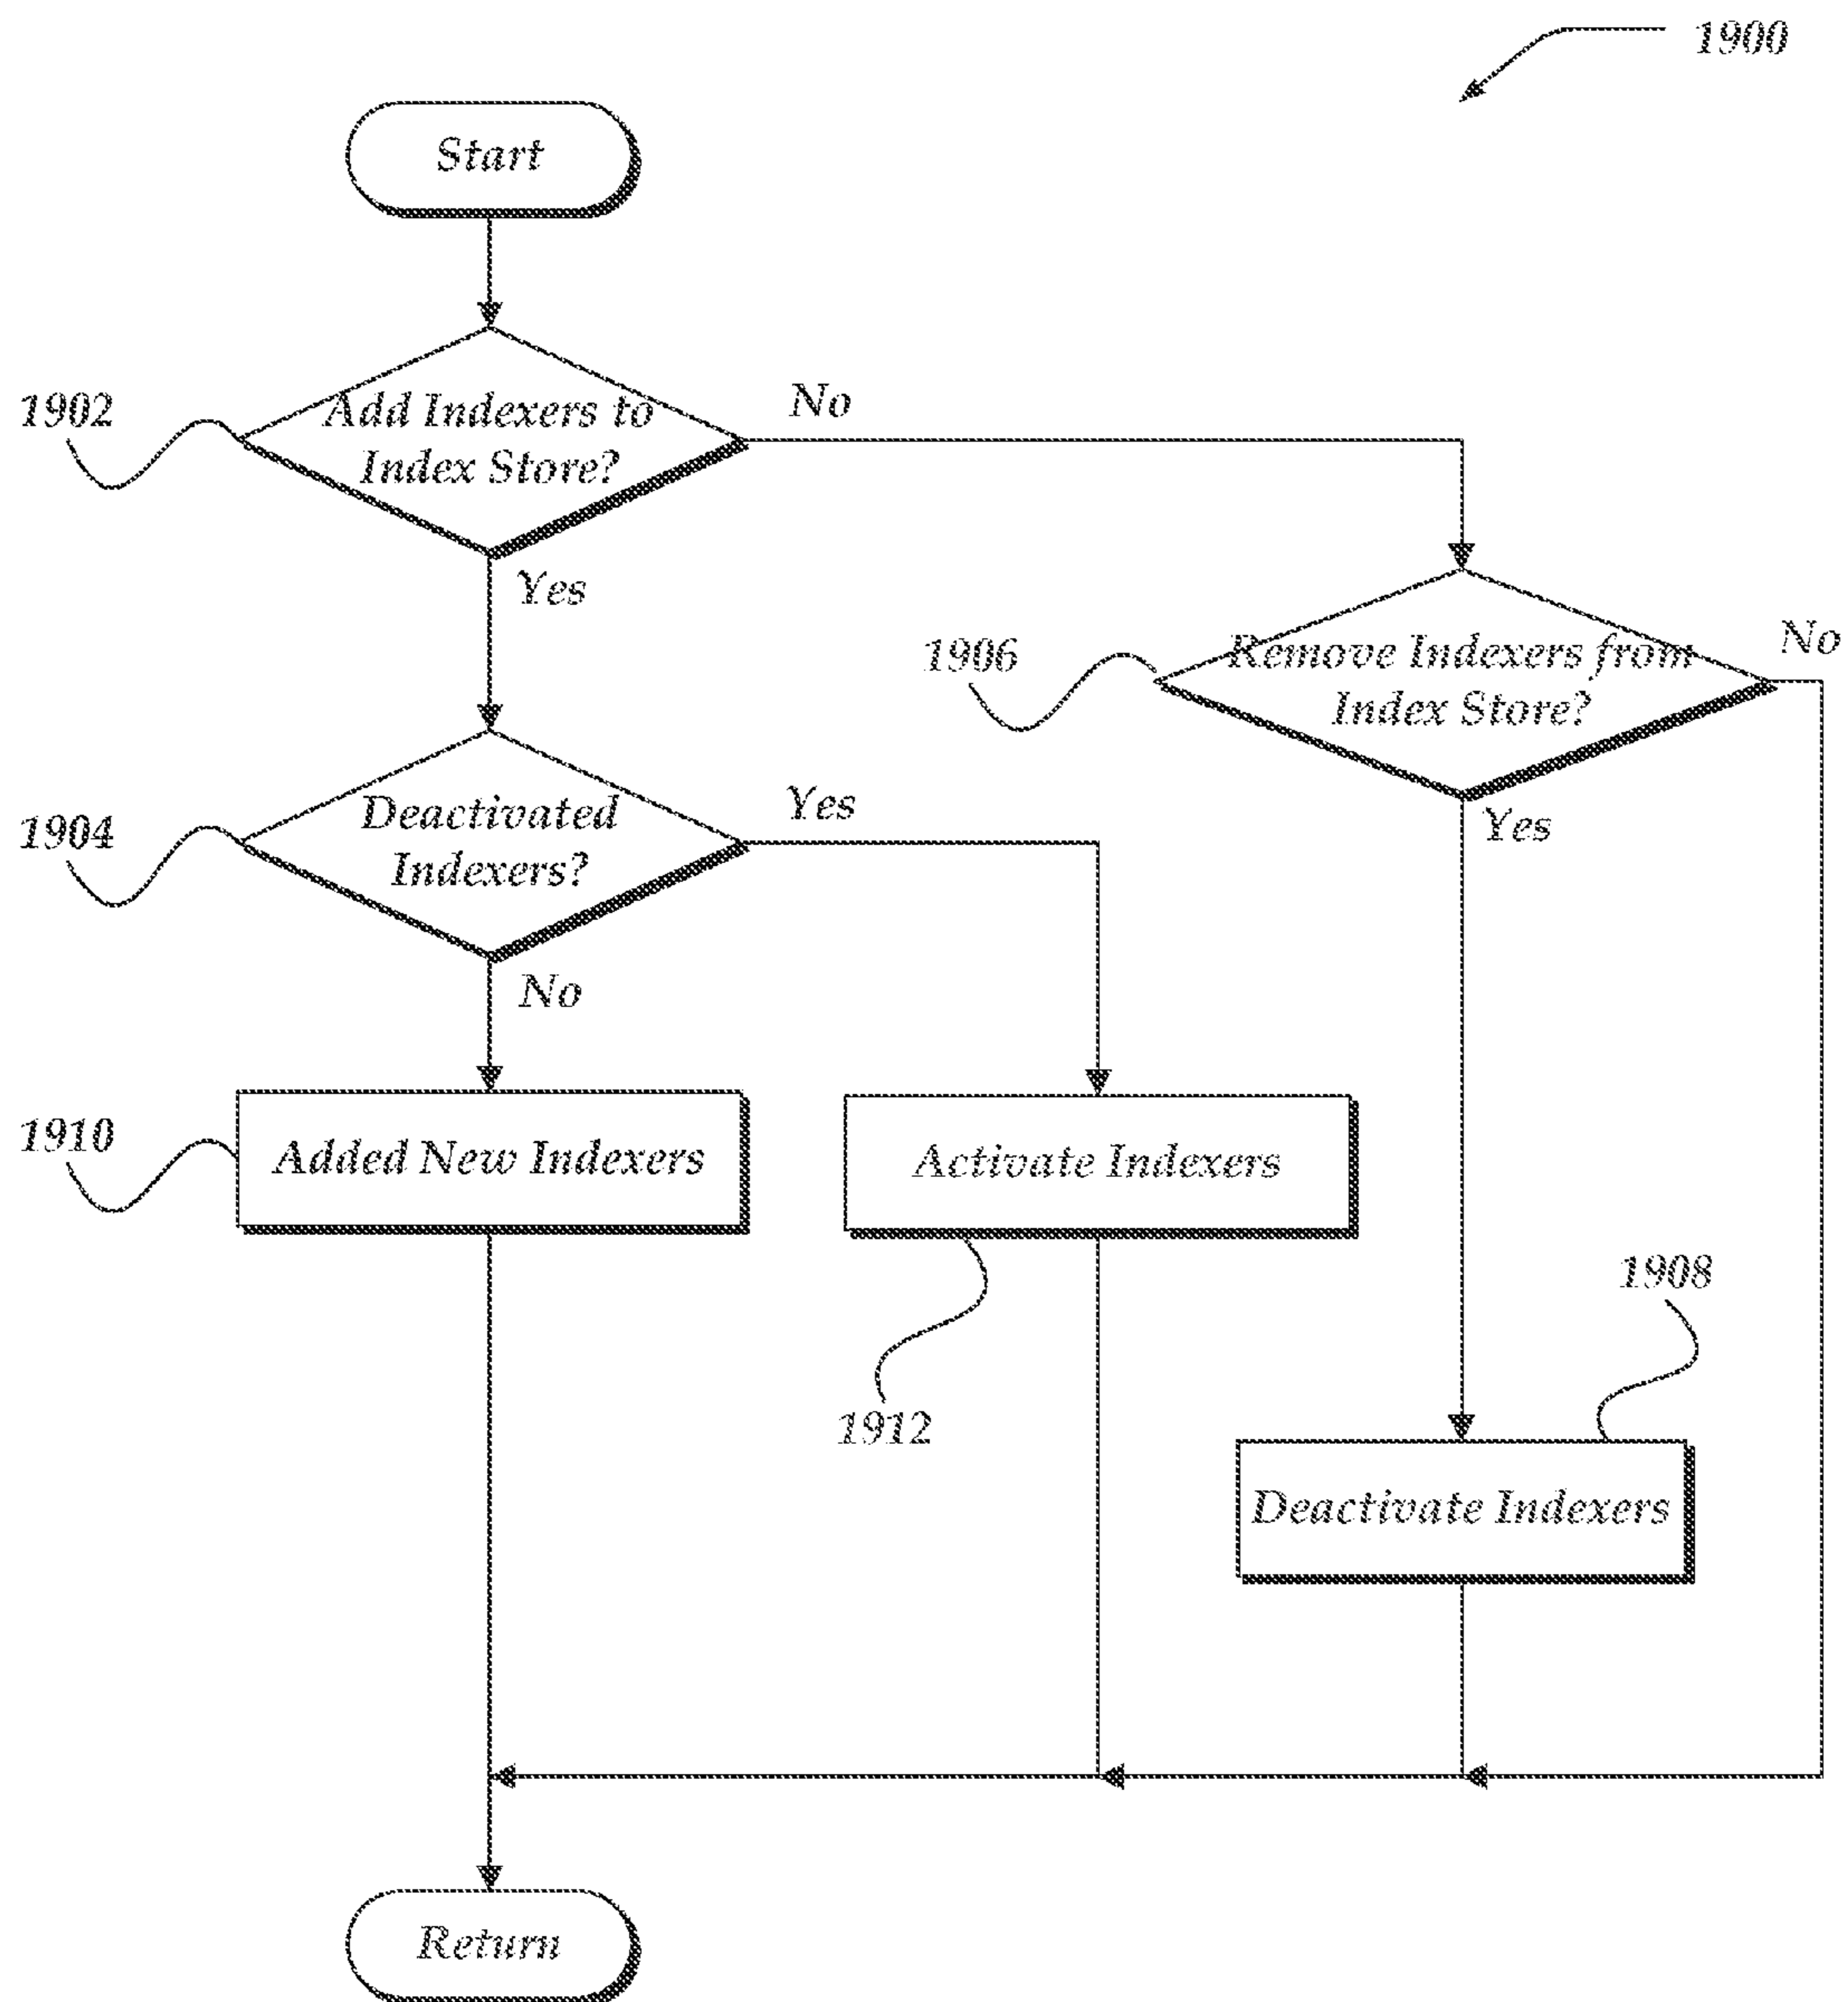 1900
Start
1902
Add Indexers to
Index Store?
No
Yes
1906
Remove Indexers from
Index Store?
No
Yes
1904
Deactivated
Indexers?
Yes
No
1910
Added New Indexers
Activate Indexers
1912
1908
Deactivate Indexers
Return